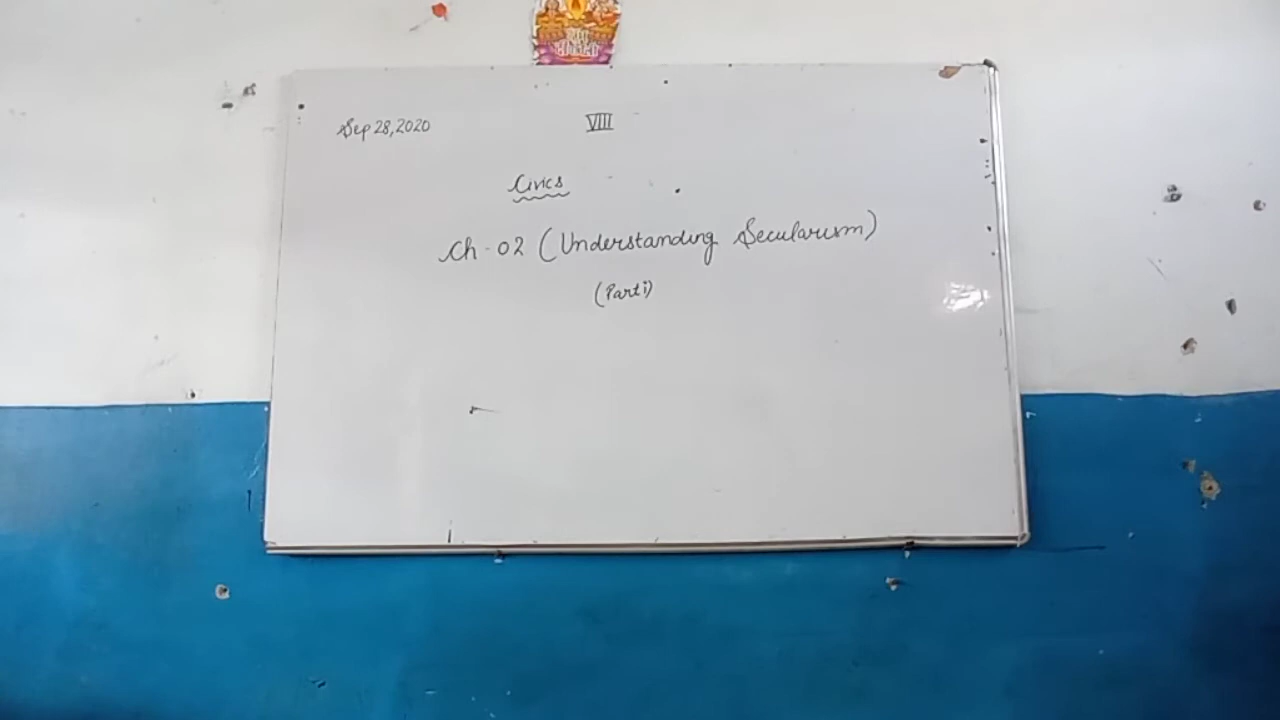 Sep 28, 2020
VIII
Civics
Ch - 02 (Understanding Secularism)
(Part i)